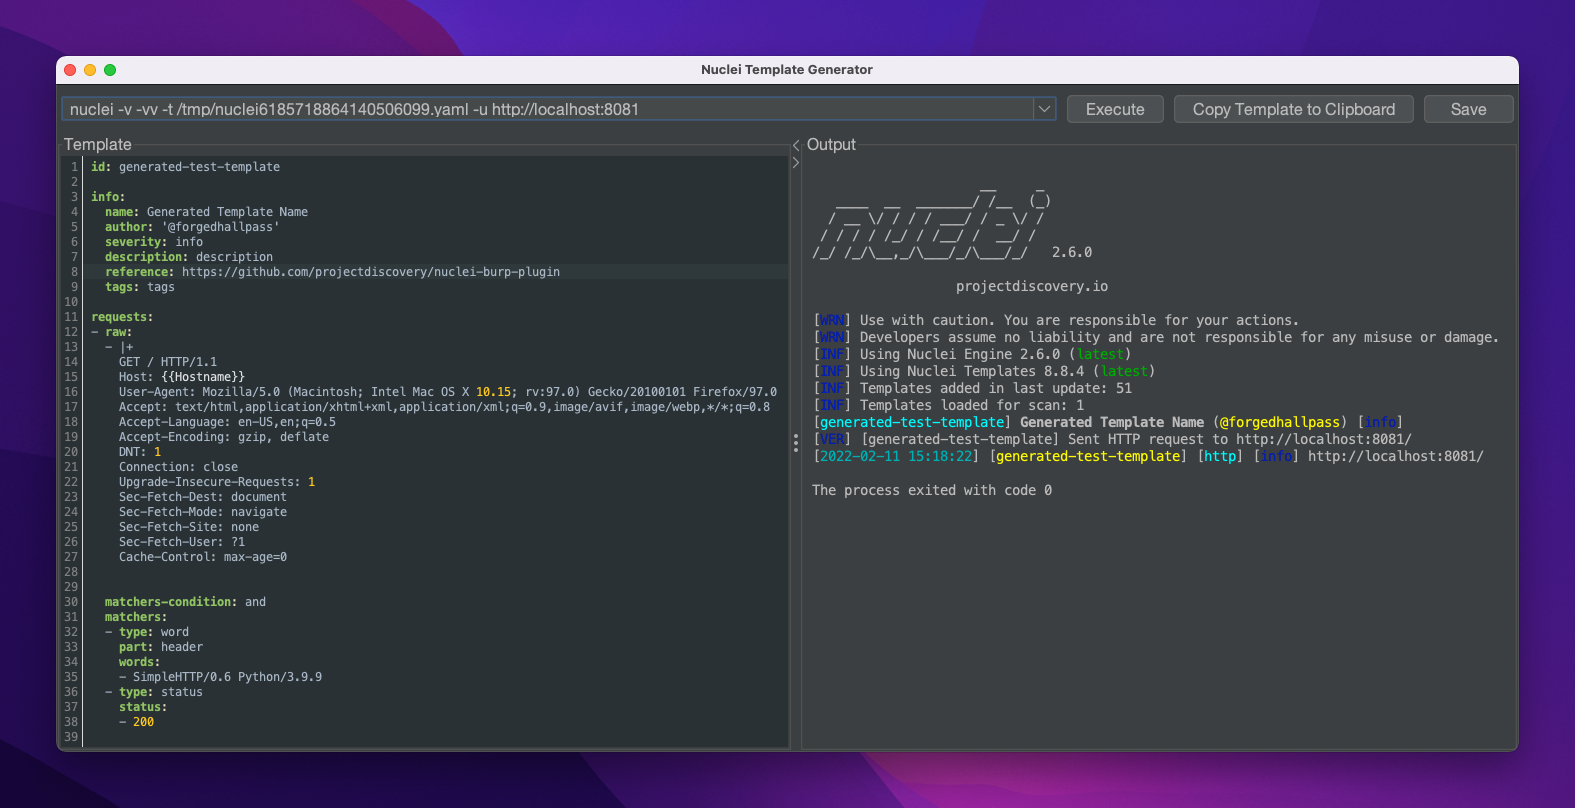 Nuclei Template Generator
nuclei -v -vv -t /tmp/nuclei6185718864140506099.yaml -u http://localhost:8081
Execute
Copy Template to Clipboard
Save
Template
1 id: generated-test-template
2
3 info:
4 name: Generated Template Name
5 author: '@forgedhallpass'
6 severity: info
7 description: description
8 reference: https://github.com/projectdiscovery/nuclei-burp-plugin
9 tags: tags
10
11 requests:
12 - raw:
13 - |+
14 GET / HTTP/1.1
15 Host: {{Hostname}}
16 User-Agent: Mozilla/5.0 (Macintosh; Intel Mac OS X 10.15; rv:97.0) Gecko/20100101 Firefox/97.0
17 Accept: text/html,application/xhtml+xml,application/xml;q=0.9,image/avif,image/webp,*/*;q=0.8
18 Accept-Language: en-US,en;q=0.5
19 Accept-Encoding: gzip, deflate
20 DNT: 1
21 Connection: close
22 Upgrade-Insecure-Requests: 1
23 Sec-Fetch-Dest: document
24 Sec-Fetch-Mode: navigate
25 Sec-Fetch-Site: none
26 Sec-Fetch-User: ?1
27 Cache-Control: max-age=0
28
29
30 matchers-condition: and
31 matchers:
32 - type: word
33 part: header
34 words:
35 - SimpleHTTP/0.6 Python/3.9.9
36 - type: status
37 status:
38 - 200
39
Output
nuclei 2.6.0
projectdiscovery.io
[WRN] Use with caution. You are responsible for your actions.
[WRN] Developers assume no liability and are not responsible for any misuse or damage.
[INF] Using Nuclei Engine 2.6.0 (latest)
[INF] Using Nuclei Templates 8.8.4 (latest)
[INF] Templates added in last update: 51
[INF] Templates loaded for scan: 1
[generated-test-template] Generated Template Name (@forgedhallpass) [info]
[VER] [generated-test-template] Sent HTTP request to http://localhost:8081/
[2022-02-11 15:18:22] [generated-test-template] [http] [info] http://localhost:8081/
The process exited with code 0